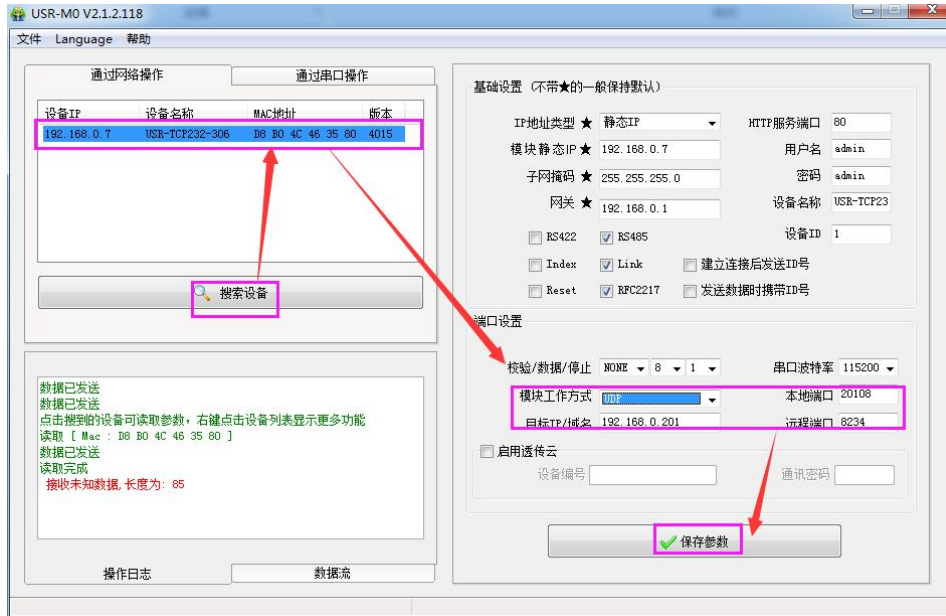 USR-M0 V2.1.2.118
文件 Language 帮助
通过网络操作 通过串口操作
设备IP 设备名称 MAC地址 版本
192.168.0.7 USR-TCP232-306 D8 B0 4C 46 35 80 4015
搜索设备
数据已发送
数据已发送
点击搜到的设备可读取参数，右键点击设备列表显示更多功能
读取 [ Mac : D8 B0 4C 46 35 80 ]
数据已发送
读取完成
接收未知数据,长度为: 85
操作日志 数据流
基础设置 (不带★的一般保持默认)
IP地址类型 ★ 静态IP HTTP服务端口 80
模块静态IP★ 192.168.0.7 用户名 admin
子网掩码 ★ 255.255.255.0 密码 admin
网关 ★ 192.168.0.1 设备名称 USR-TCP23
RS422 RS485 设备ID 1
Index Link 建立连接后发送ID号
Reset RFC2217 发送数据时携带ID号
端口设置
校验/数据/停止 NONE 8 1 串口波特率 115200
模块工作方式 UDP 本地端口 20108
目标IP/域名 192.168.0.201 远程端口 8234
启用透传云
设备编号 通讯密码
保存参数